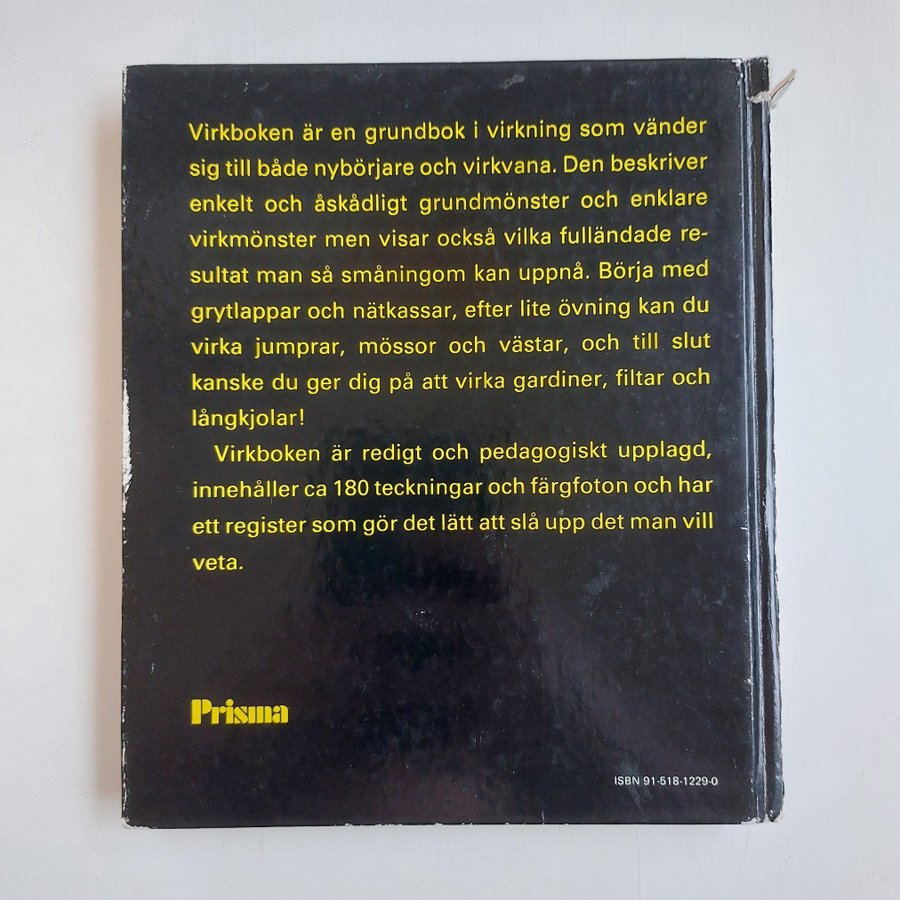 Virkboken är en grundbok i virkning som vänder
sig till både nybörjare och virkvana. Den beskriver
enkelt och åskådligt grundmönster och enklare
virkmönster men visar också vilka fulländade re-
sultat man så småningom kan uppnå. Börja med
grytlappar och nätkassar, efter lite övning kan du
virka jumprar, mössor och västar, och till slut
kanske du ger dig på att virka gardiner, filtar och
långkjolar!
Virkboken är redigt och pedagogiskt upplagd,
innehåller ca 180 teckningar och färgfoton och har
ett register som gör det lätt att slå upp det man vill
veta.
Prisma
ISBN 91-518-1229-0